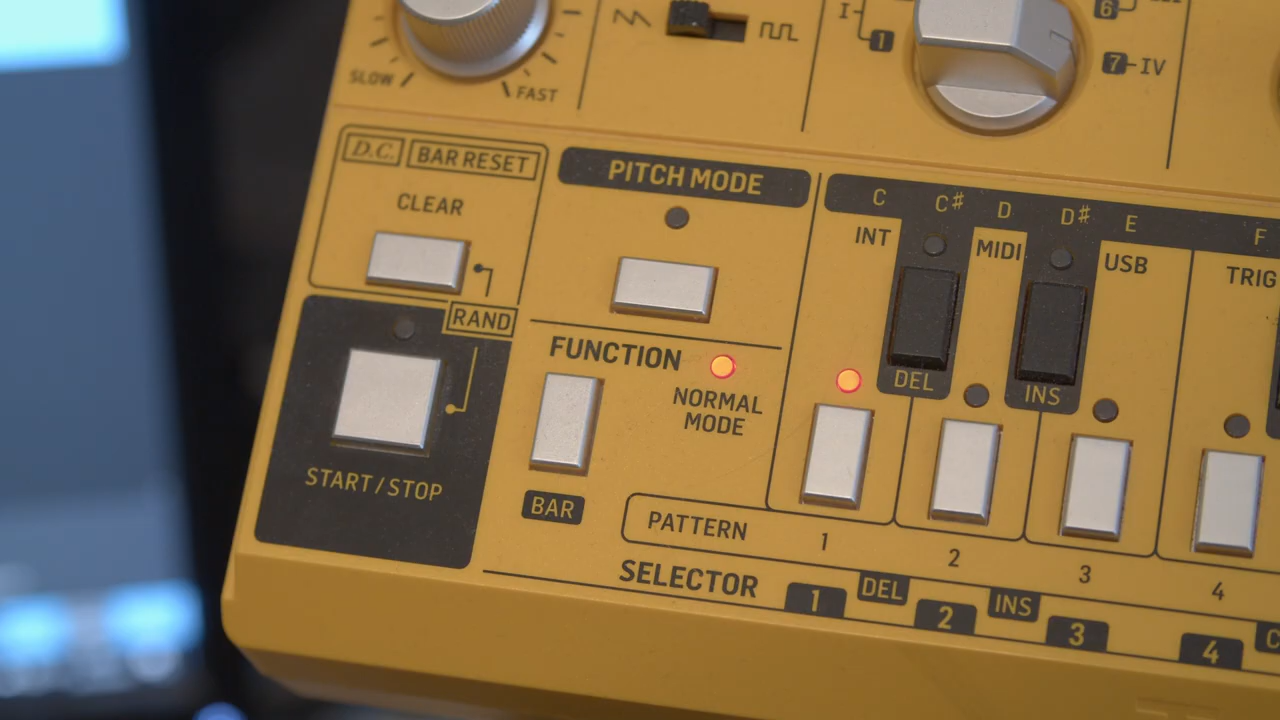 SLOW
FAST
I
1
6
7 IV
D.C. BAR RESET
CLEAR
RAND
START / STOP
PITCH MODE
FUNCTION
NORMAL
MODE
BAR
C C# D D# E F
INT MIDI USB TRIG
DEL INS
PATTERN 1 2 3 4
SELECTOR 1 DEL 2 INS 3 4 C